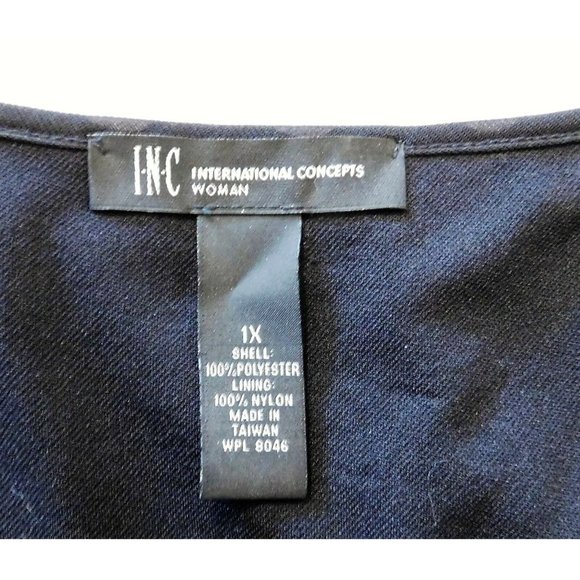 I·N·C INTERNATIONAL CONCEPTS
WOMAN
1X
SHELL:
100%POLYESTER
LINING:
100% NYLON
MADE IN
TAIWAN
WPL 8046